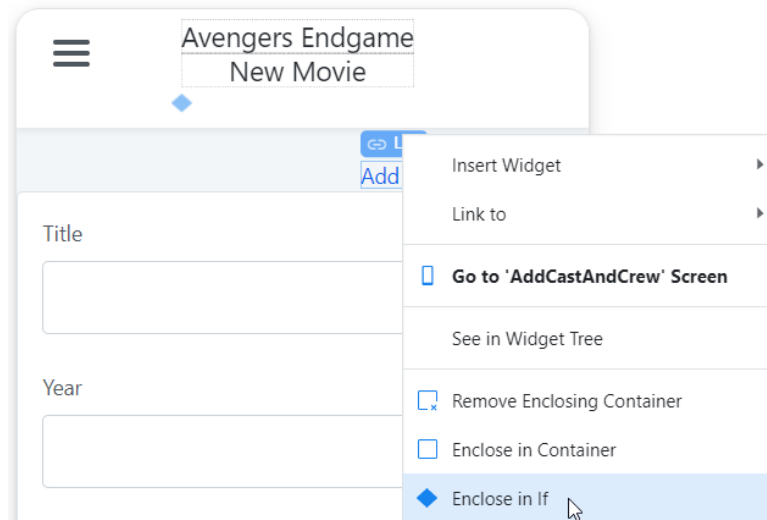 Avengers Endgame
New Movie
Add
Title
Year
Insert Widget
Link to
Go to 'AddCastAndCrew' Screen
See in Widget Tree
Remove Enclosing Container
Enclose in Container
Enclose in If